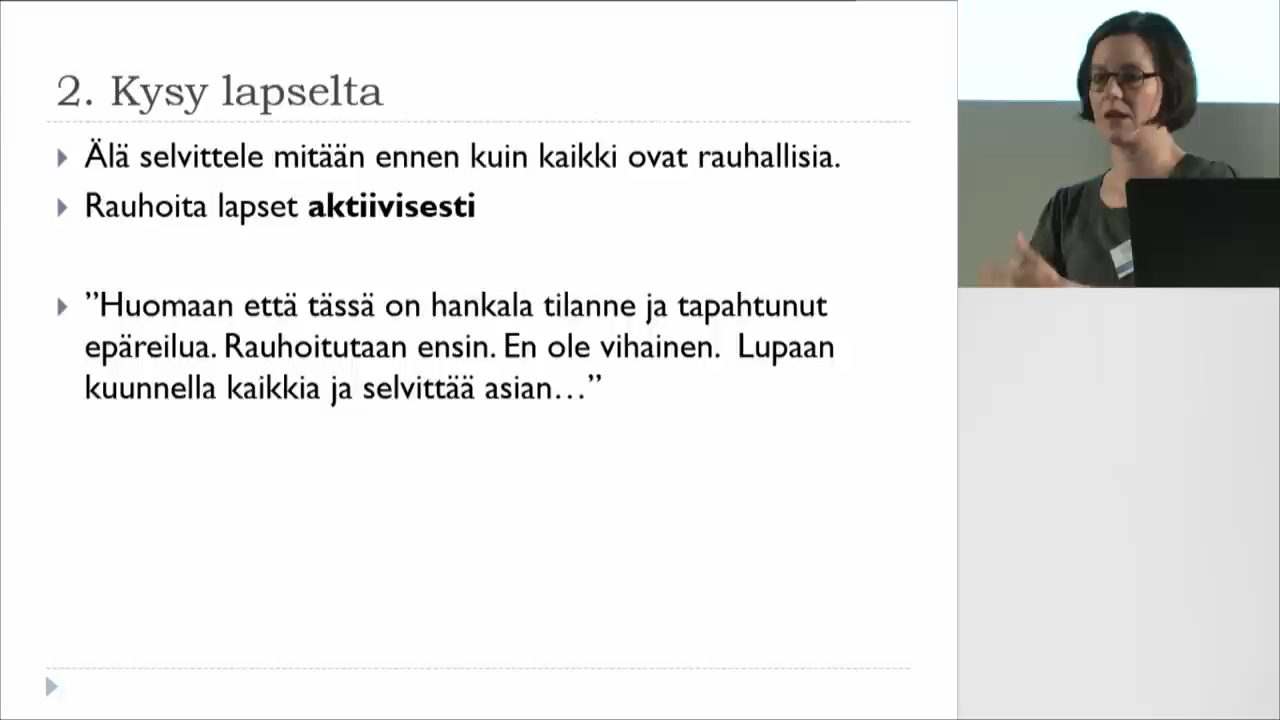 2. Kysy lapselta
Älä selvittele mitään ennen kuin kaikki ovat rauhallisia.
Rauhoita lapset aktiivisesti
”Huomaan että tässä on hankala tilanne ja tapahtunut
epäreilua. Rauhoitutaan ensin. En ole vihainen.  Lupaan
kuunnella kaikkia ja selvittää asian…”